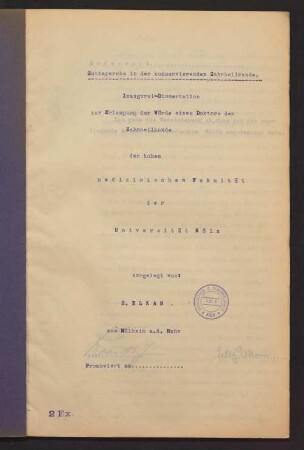 Guttapercha in der konservierenden Zahnheilkunde.
Inaugural-Dissertation
zur Erlangung der Würde eines Doktors der
Zahnheilkunde
der hohen
medizinischen Fakultät
der
Universität Köln
vorgelegt von:
E. ELKAN
aus Mülheim a.d. Ruhr
Promoviert am...............
2 Ex.